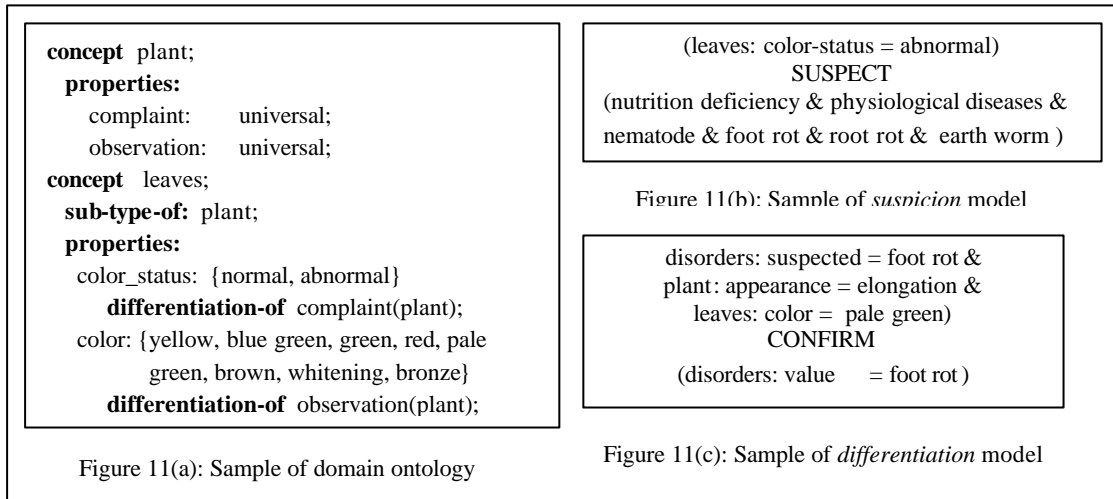 concept plant;
properties:
complaint: universal;
observation: universal;
concept leaves;
sub-type-of: plant;
properties:
color_status: {normal, abnormal}
differentiation-of complaint(plant);
color: {yellow, blue green, green, red, pale
green, brown, whitening, bronze}
differentiation-of observation(plant);
Figure 11(a): Sample of domain ontology
(leaves: color-status = abnormal)
SUSPECT
(nutrition deficiency & physiological diseases &
nematode & foot rot & root rot & earth worm )
Figure 11(b): Sample of suspicion model
disorders: suspected = foot rot &
plant: appearance = elongation &
leaves: color = pale green)
CONFIRM
(disorders: value = foot rot )
Figure 11(c): Sample of differentiation model